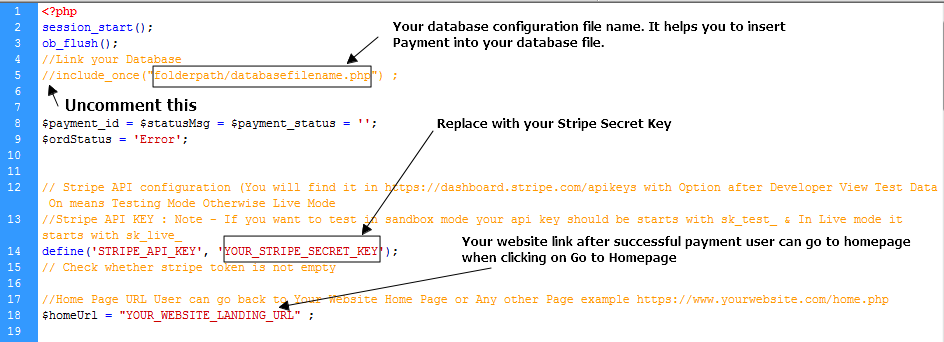 1 <?php
Your database configuration file name. It helps you to insert
Payment into your database file.
2 session_start();
3 ob_flush();
4 //Link your Database
5 //include_once("folderpath/databasefilename.php") ;
6
Uncomment this
7
8 $payment_id = $statusMsg = $payment_status = '';
Replace with your Stripe Secret Key
9 $ordStatus = 'Error';
10
11
12 // Stripe API configuration (You will find it in https://dashboard.stripe.com/apikeys with Option after Developer View Test Data
On means Testing Mode Otherwise Live Mode
13 //Stripe API KEY : Note - If you want to test in sandbox mode your api key should be starts with sk_test_ & In Live mode it
starts with sk_live_
Your website link after successful payment user can go to homepage
when clicking on Go to Homepage
14 define('STRIPE_API_KEY', 'YOUR_STRIPE_SECRET_KEY');
15 // Check whether stripe token is not empty
16
17 //Home Page URL User can go back to Your Website Home Page or Any other Page example https://www.yourwebsite.com/home.php
18 $homeUrl = "YOUR_WEBSITE_LANDING_URL" ;
19